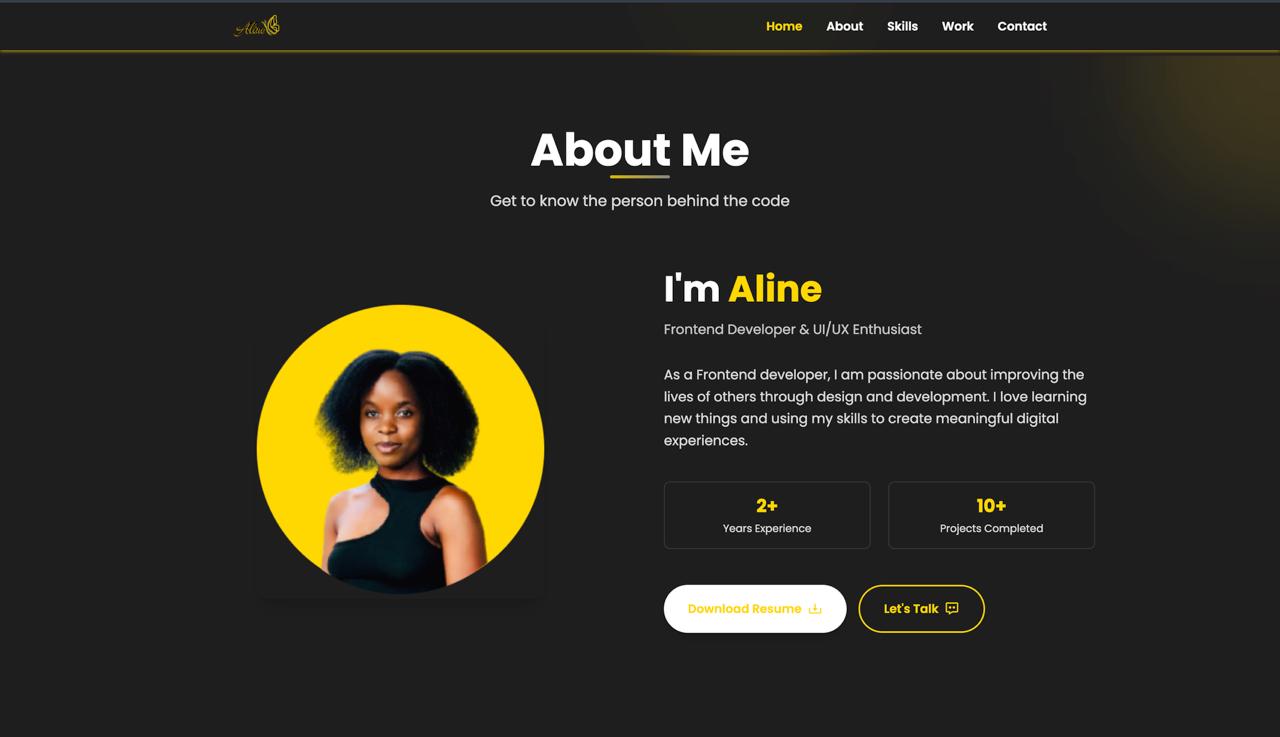 Aline
Home About Skills Work Contact
About Me
Get to know the person behind the code
I'm Aline
Frontend Developer & UI/UX Enthusiast
As a Frontend developer, I am passionate about improving the
lives of others through design and development. I love learning
new things and using my skills to create meaningful digital
experiences.
2+
Years Experience
10+
Projects Completed
Download Resume
Let's Talk